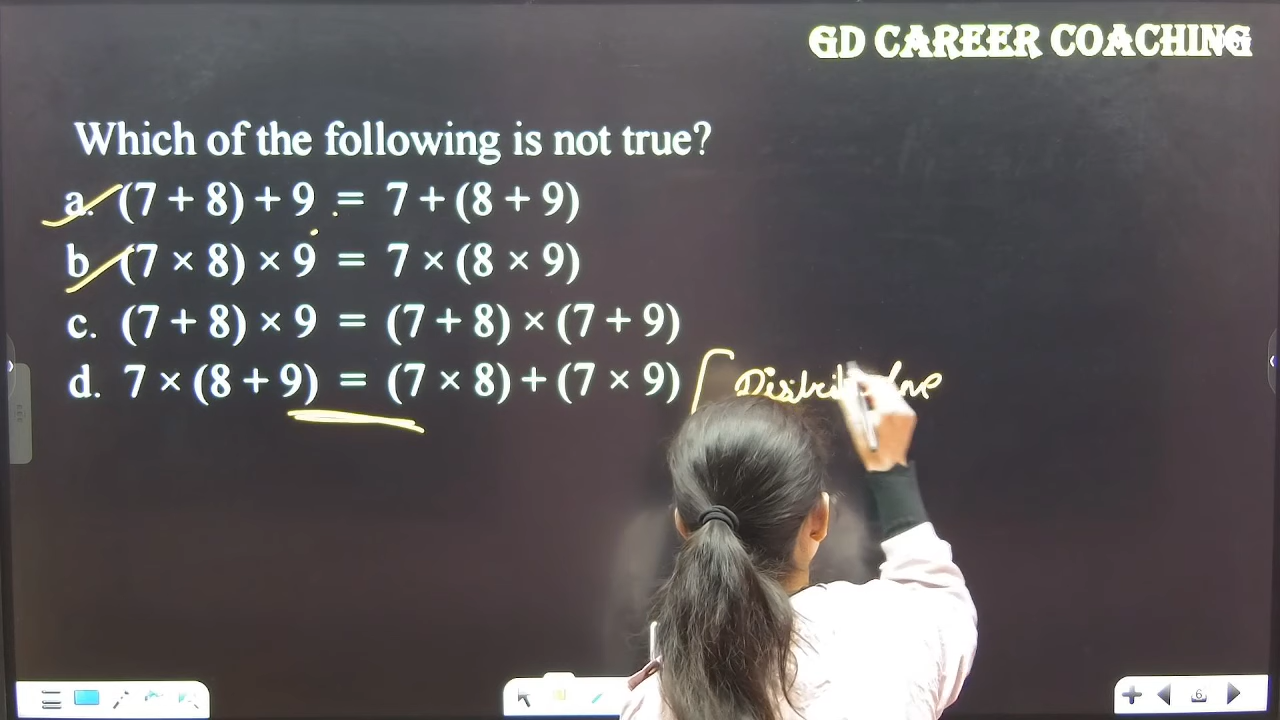 GD CAREER COACHING
Which of the following is not true?
a. (7 + 8) + 9 = 7 + (8 + 9)
b (7 × 8) × 9 = 7 × (8 × 9)
c. (7 + 8) × 9 = (7 + 8) × (7 + 9)
d. 7 × (8 + 9) = (7 × 8) + (7 × 9)
6